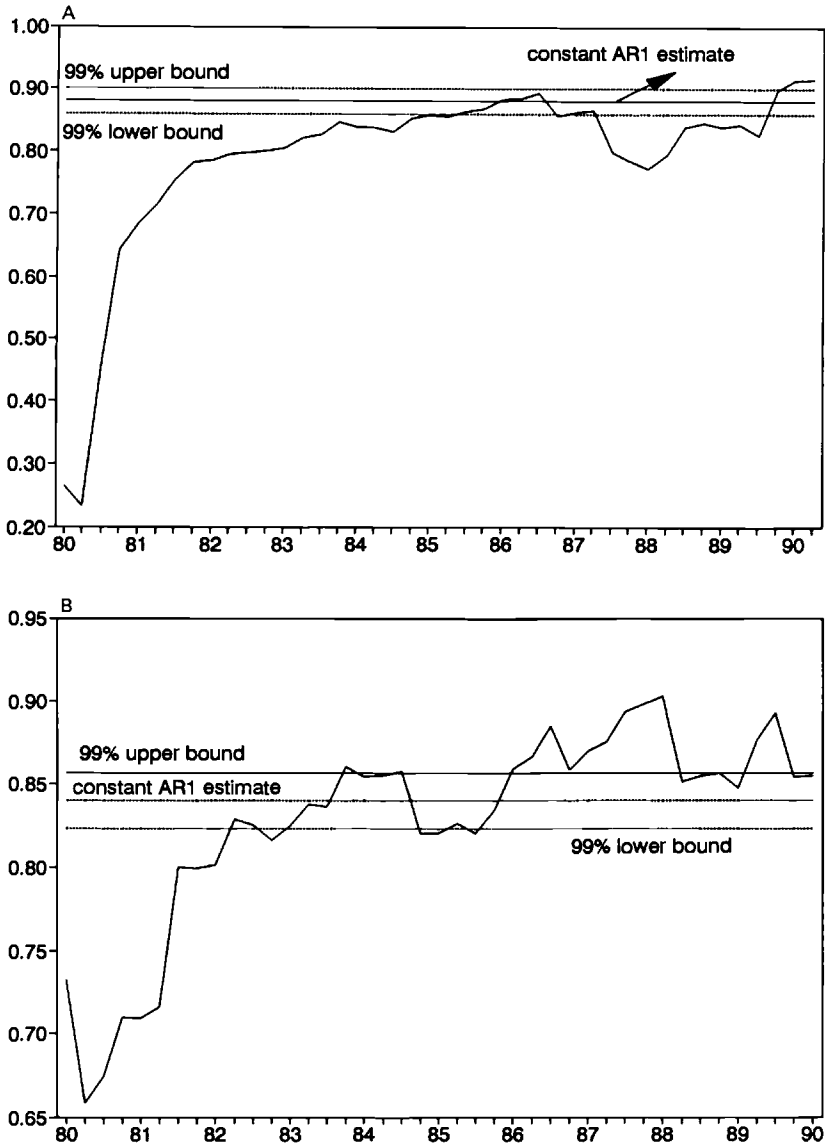 A
1.00
0.90
0.80
0.70
0.60
0.50
0.40
0.30
0.20
99% upper bound
constant AR1 estimate
99% lower bound
80 81 82 83 84 85 86 87 88 89 90
B
0.95
0.90
0.85
0.80
0.75
0.70
0.65
99% upper bound
constant AR1 estimate
99% lower bound
80 81 82 83 84 85 86 87 88 89 90